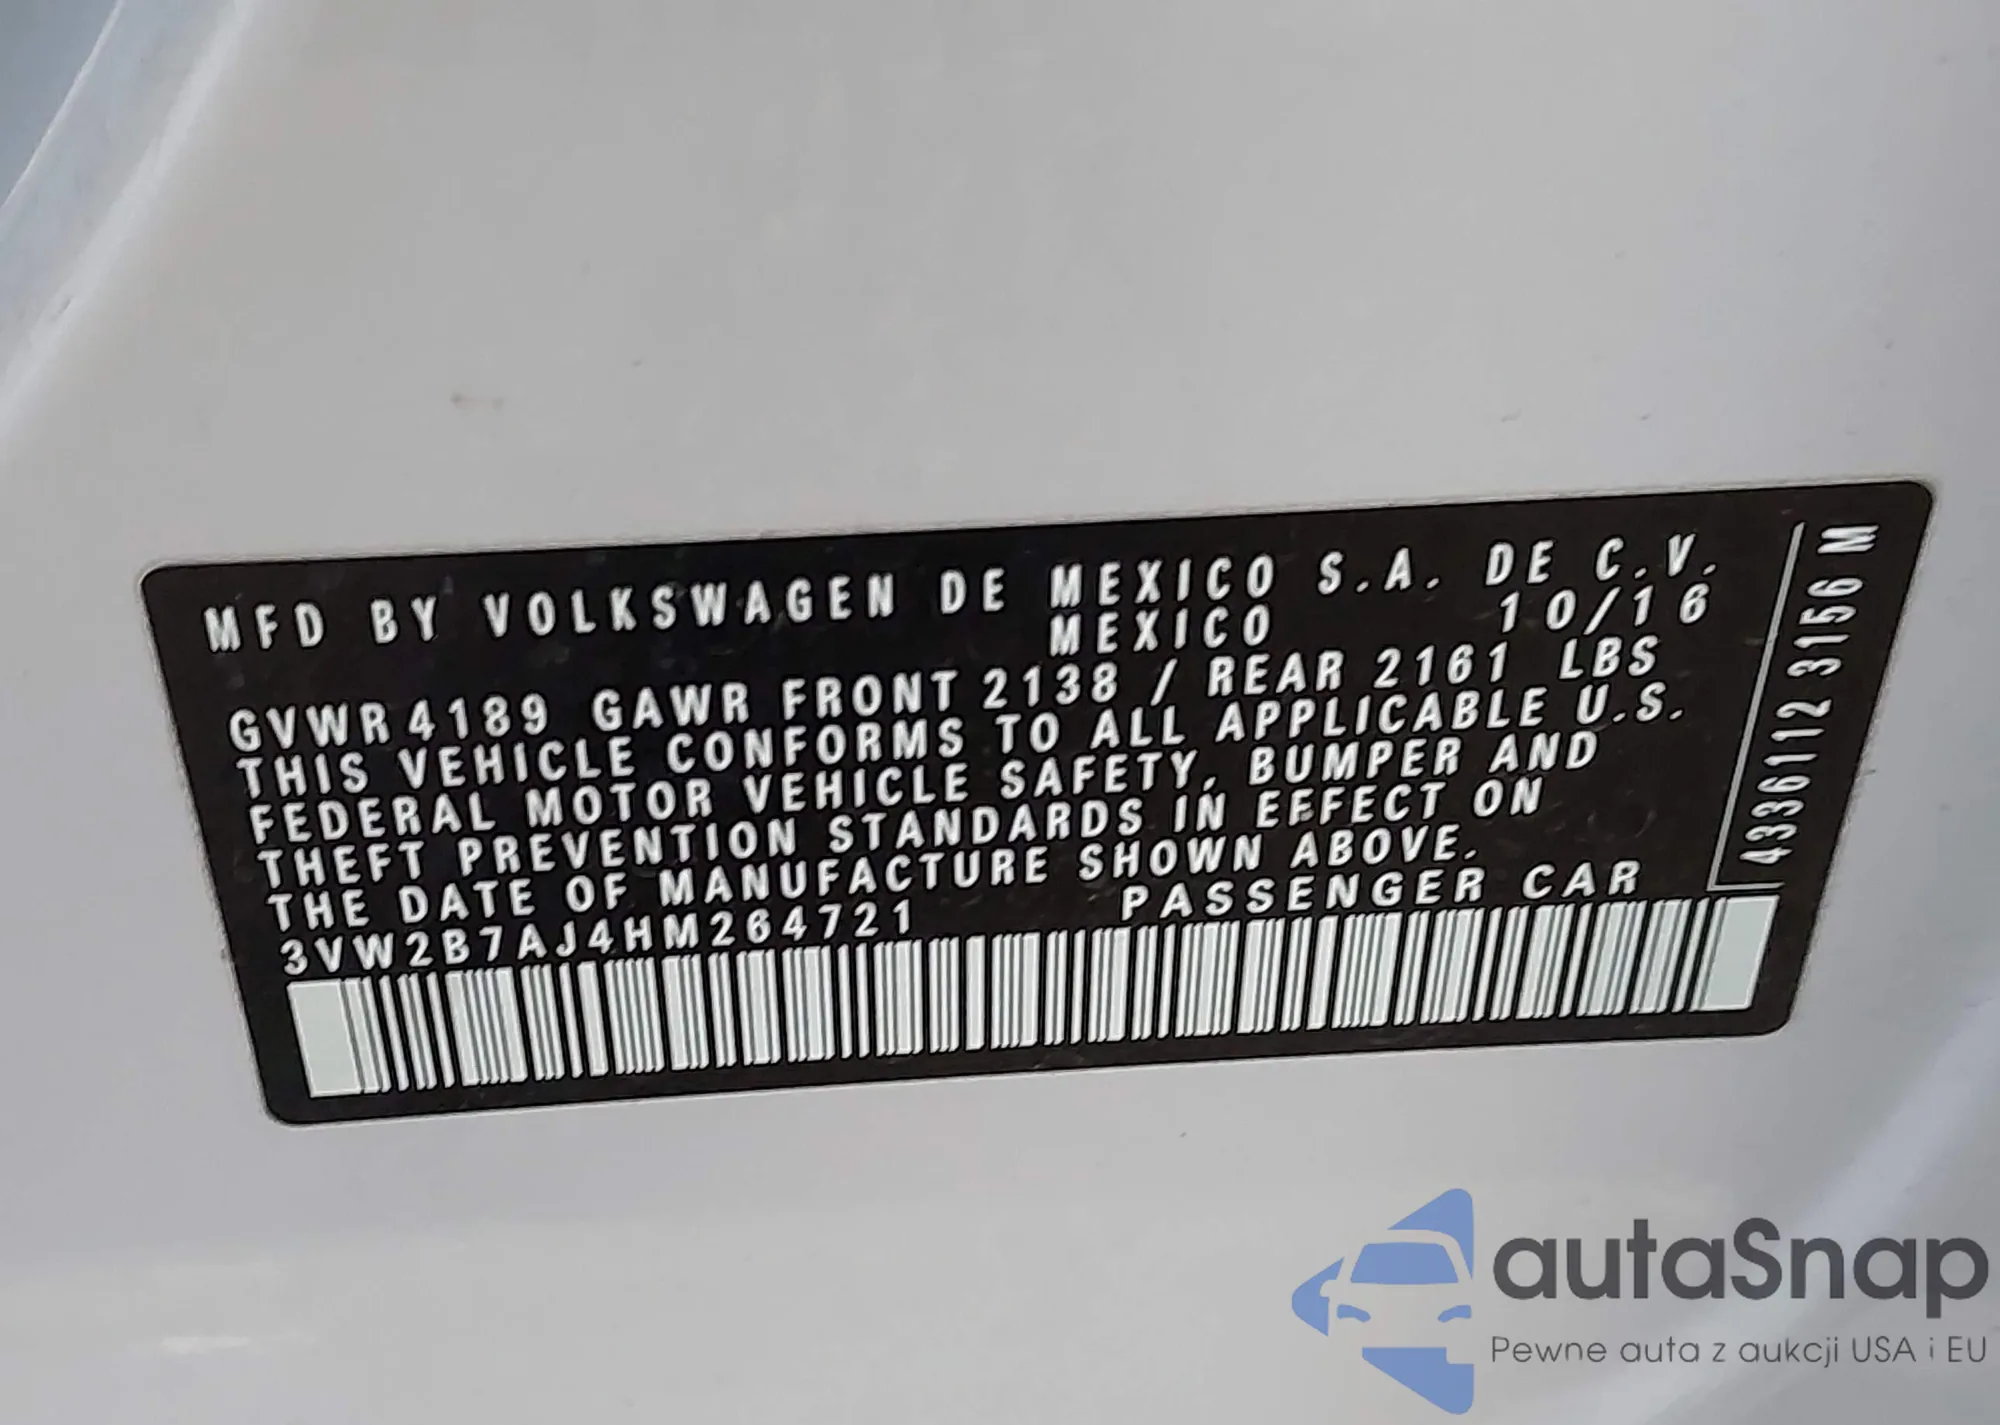 MFD BY VOLKSWAGEN DE MEXICO S.A. DE C.V.
MEXICO 10/16
GVWR 4189 GAWR FRONT 2138 / REAR 2161 LBS
THIS VEHICLE CONFORMS TO ALL APPLICABLE U.S.
FEDERAL MOTOR VEHICLE SAFETY, BUMPER AND
THEFT PREVENTION STANDARDS IN EFFECT ON
THE DATE OF MANUFACTURE SHOWN ABOVE.
3VW2B7AJ4HM264721 PASSENGER CAR
4336112 3156 M
autaSnap
Pewne auta z aukcji USA i EU